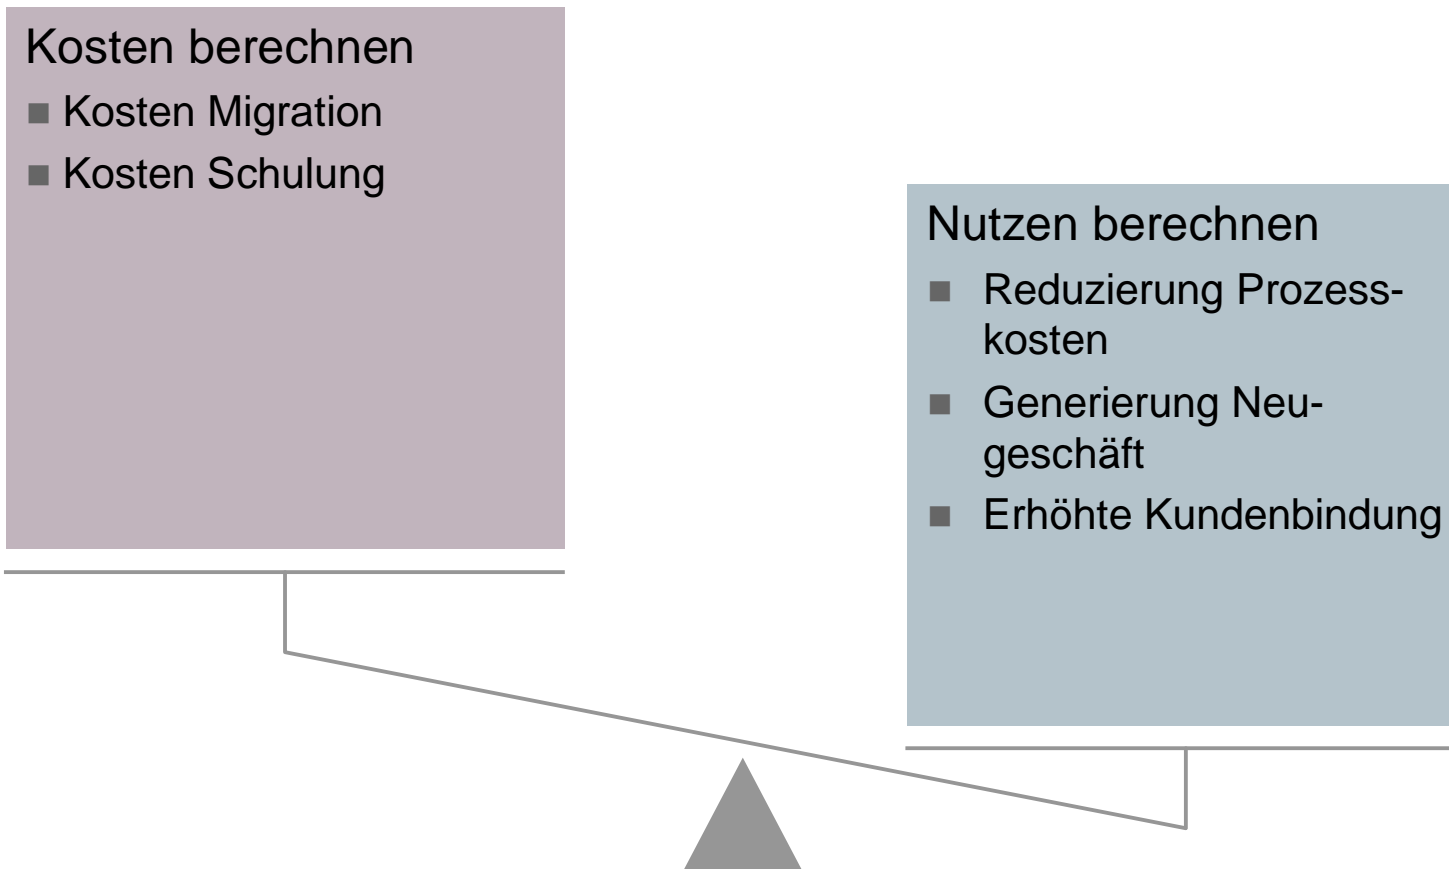 Kosten berechnen
Kosten Migration
Kosten Schulung
Nutzen berechnen
Reduzierung Prozess-
kosten
Generierung Neu-
geschäft
Erhöhte Kundenbindung